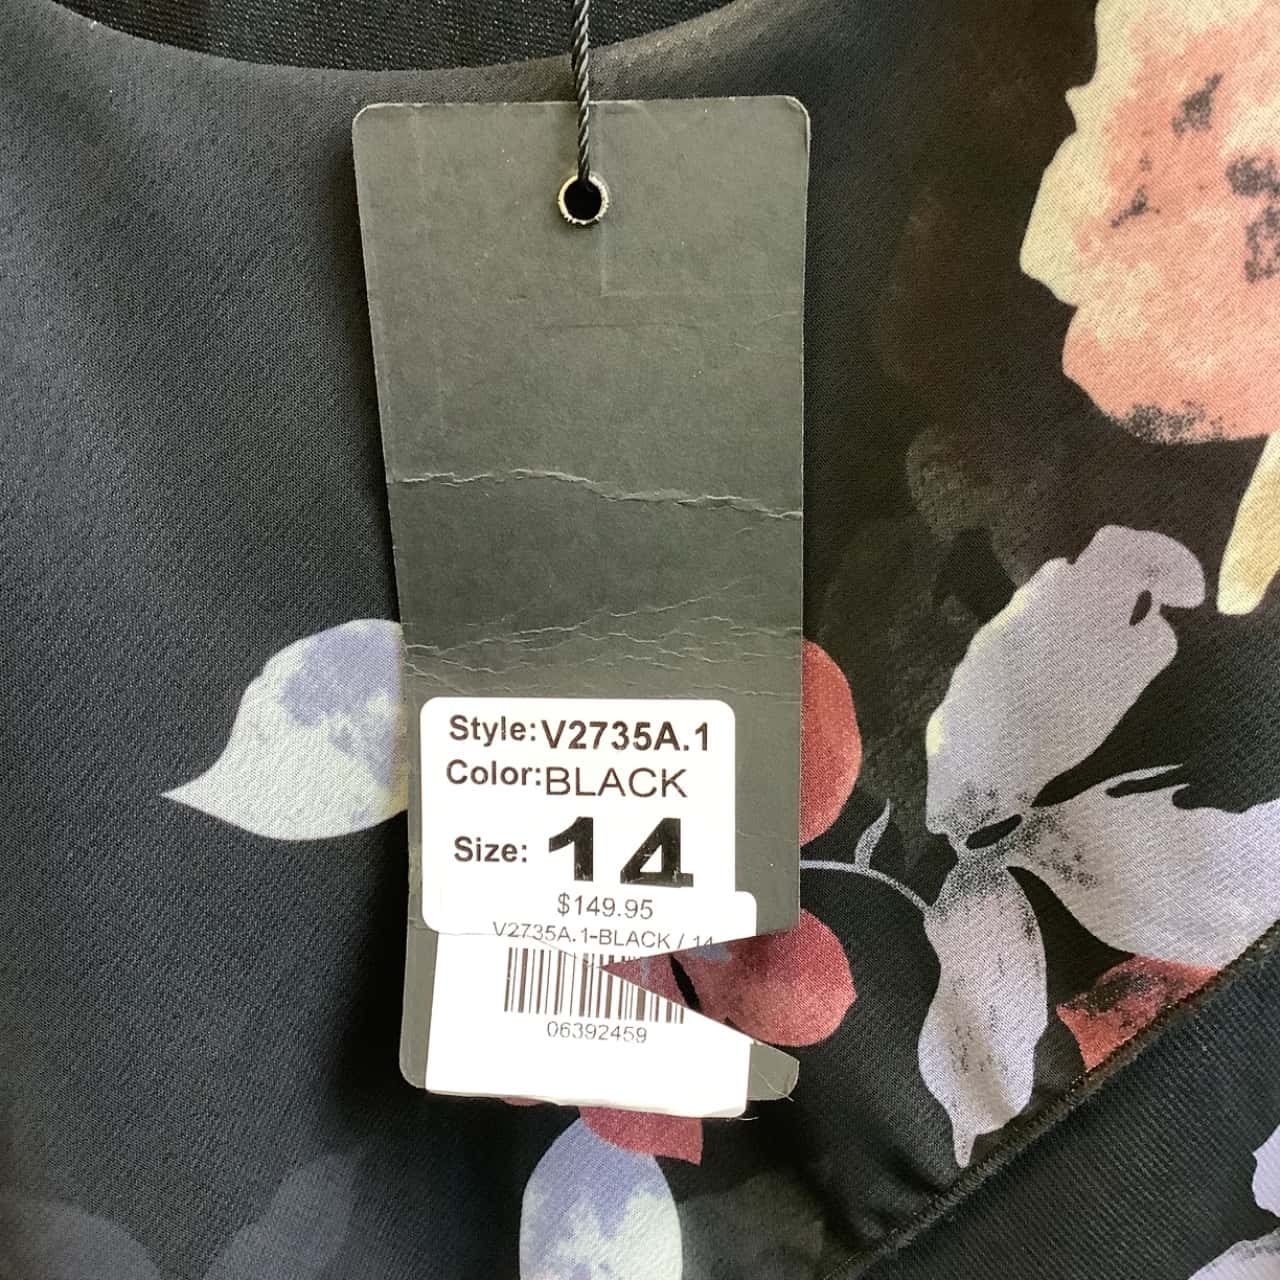 Style:V2735A.1
Color:BLACK
Size: 14
$149.95
V2735A.1-BLACK / 14
06392459